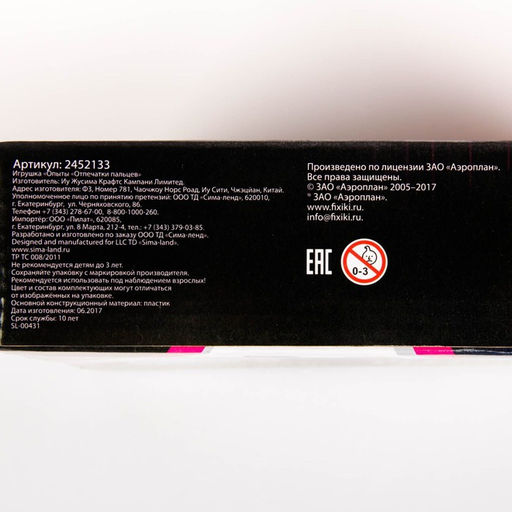 Артикул: 2452133
Игрушка «Опыты «Отпечатки пальцев»
Изготовитель: Иу Жусима Крафтс Кампани Лимитед.
Адрес изготовителя: Ф3, Номер 781, Чаочжоу Норс Роад, Иу Сити, Чжэцйан, Китай.
Уполномоченное лицо по принятию претензий: ООО ТД «Сима-ленд», 620010,
г. Екатеринбург, ул. Черняховского, 86.
Телефон +7 (343) 278-67-00, 8-800-1000-260.
Импортёр: ООО «Пилат», 620085,
г. Екатеринбург, ул. 8 Марта, 212-4, тел.: +7 (343) 379-03-85.
Разработано и изготовлено по заказу ООО ТД «Сима-ленд».
Designed and manufactured for LLC TD «Sima-land».
www.sima-land.ru
ТР ТС 008/2011
Не рекомендуется детям до 3 лет.
Сохраняйте упаковку с маркировкой производителя.
Рекомендуется использовать под наблюдением взрослых!
Цвет и состав комплектующих могут отличаться
от изображённых на упаковке.
Основной конструкционный материал: пластик
Дата изготовления: 06.2017
Срок службы: 10 лет
SL-00431
Произведено по лицензии ЗАО «Аэроплан».
Все права защищены.
© ЗАО «Аэроплан» 2005–2017
® ЗАО «Аэроплан».
www.fixiki.ru.
info@fixiki.ru.
EAC
0-3